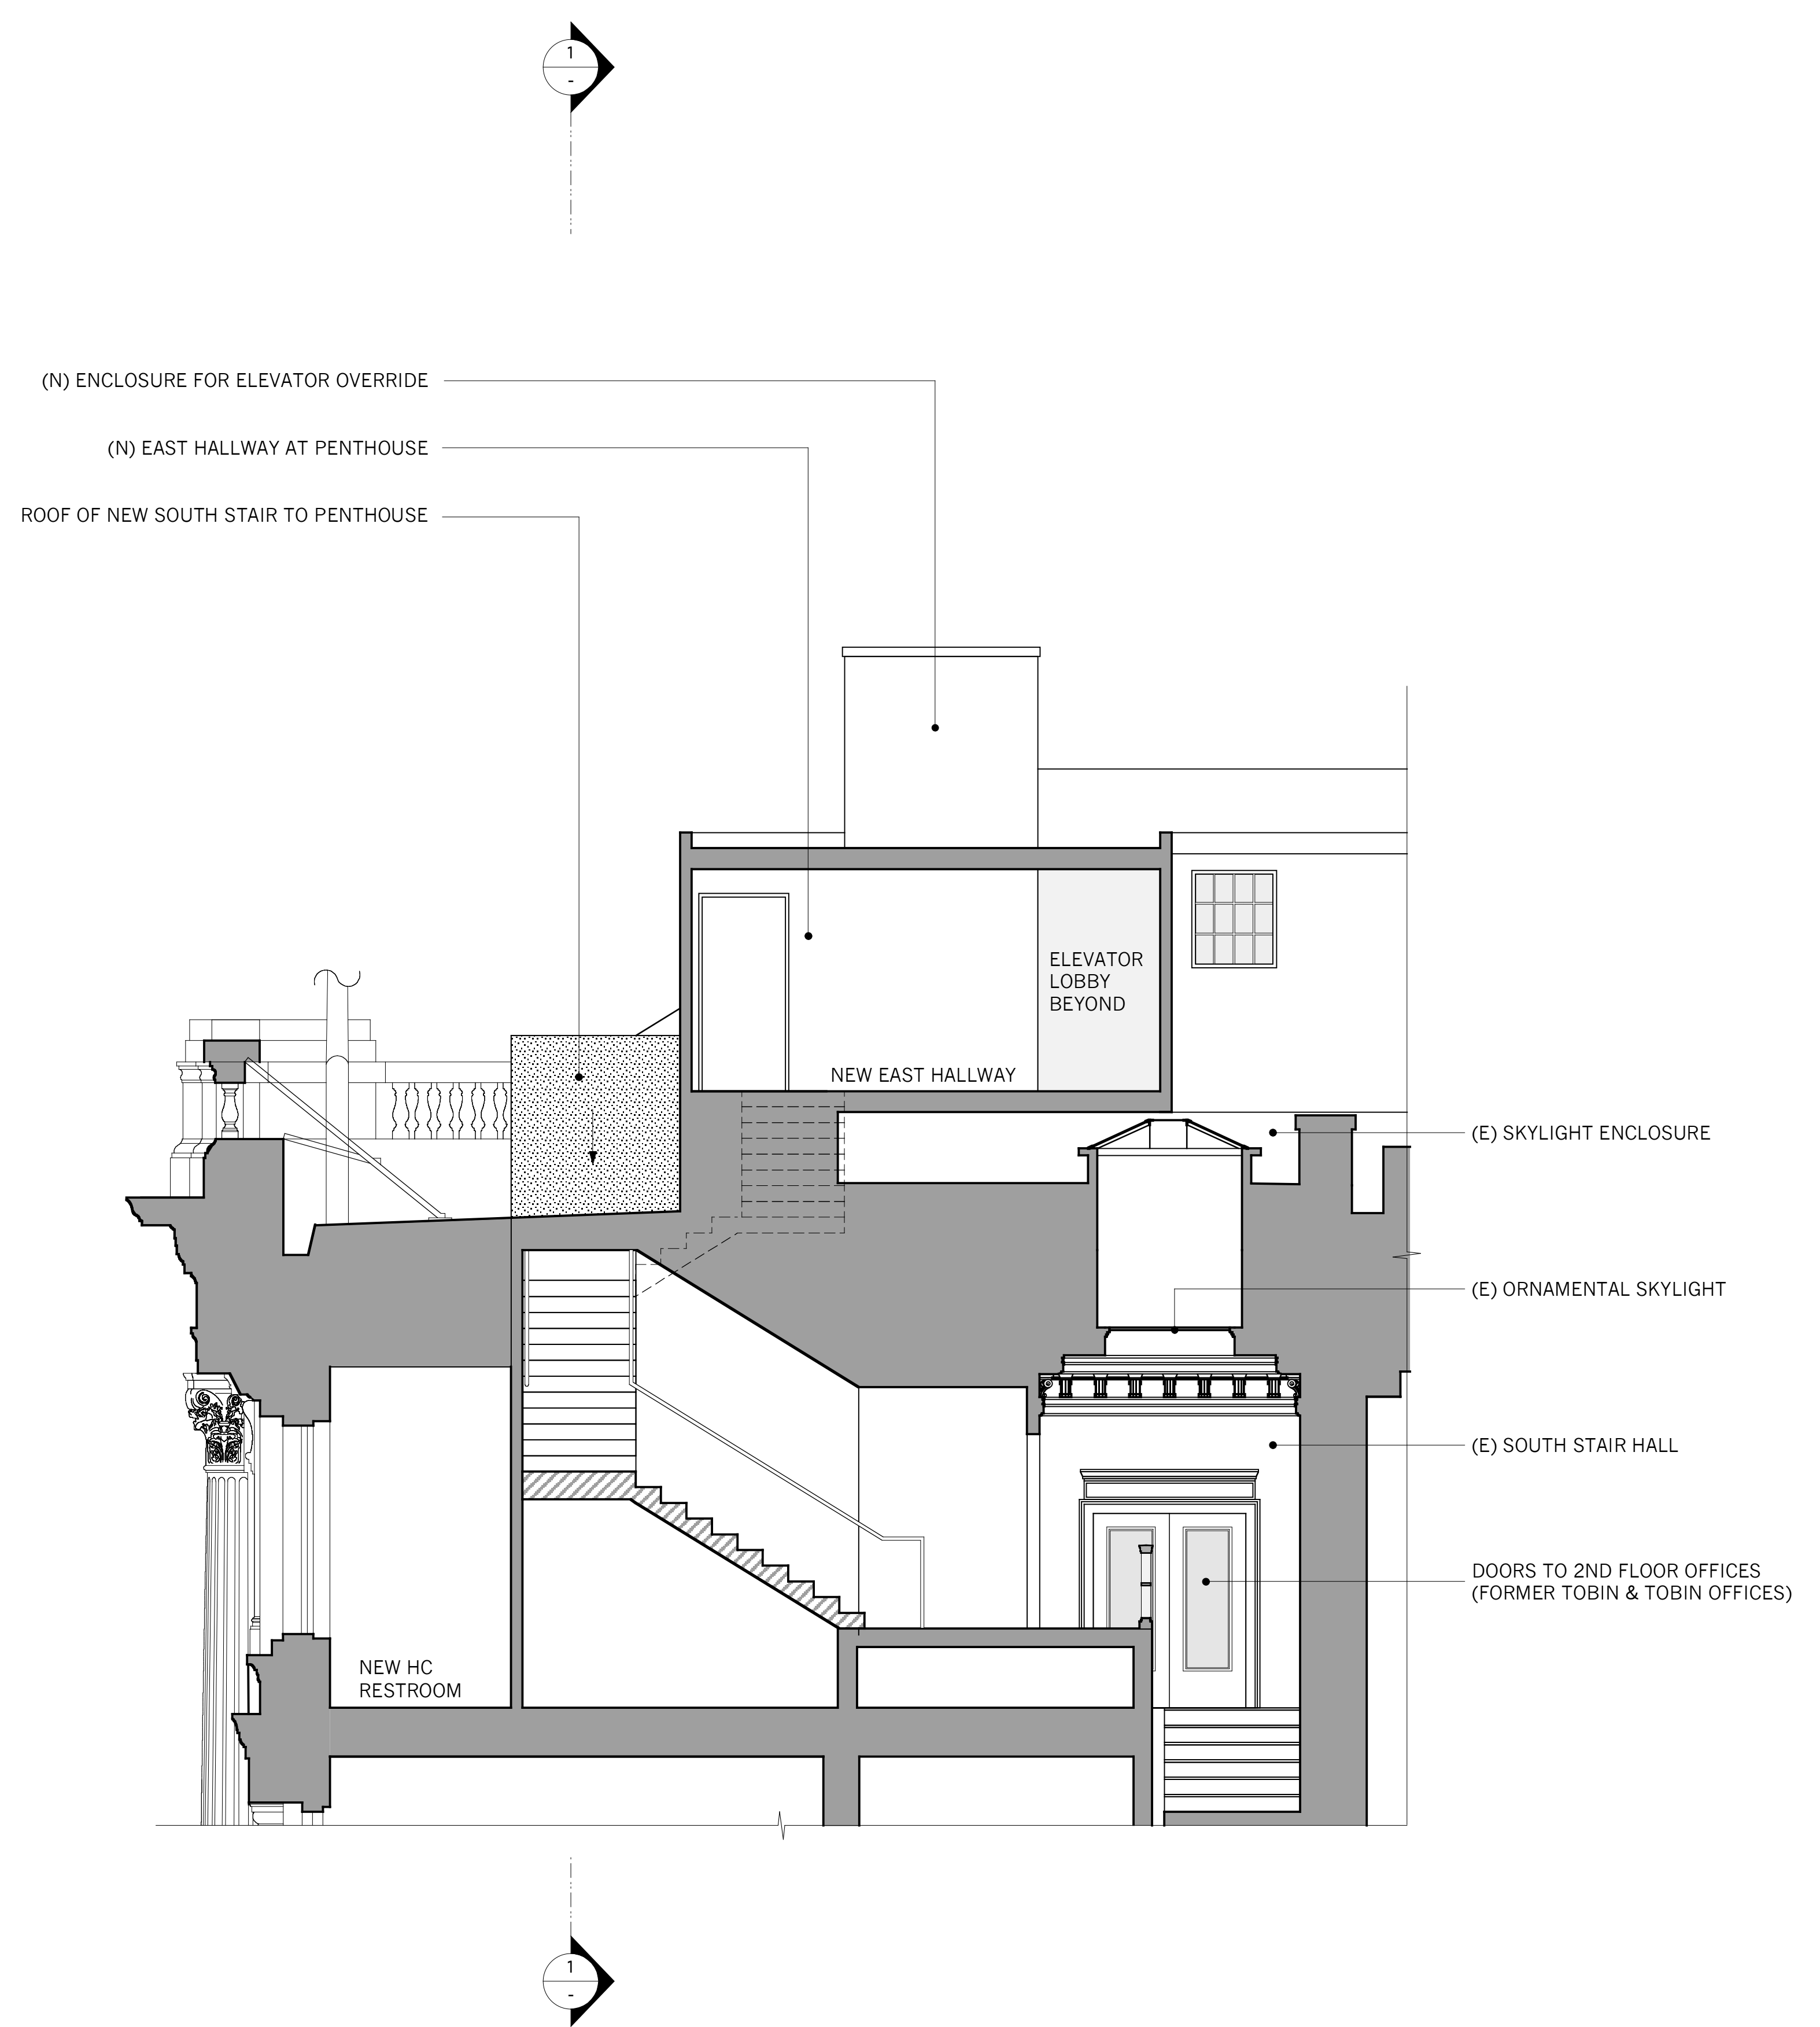 1
-
(N) ENCLOSURE FOR ELEVATOR OVERRIDE
(N) EAST HALLWAY AT PENTHOUSE
ROOF OF NEW SOUTH STAIR TO PENTHOUSE
ELEVATOR
LOBBY
BEYOND
NEW EAST HALLWAY
(E) SKYLIGHT ENCLOSURE
(E) ORNAMENTAL SKYLIGHT
(E) SOUTH STAIR HALL
DOORS TO 2ND FLOOR OFFICES
(FORMER TOBIN & TOBIN OFFICES)
NEW HC
RESTROOM
1
-